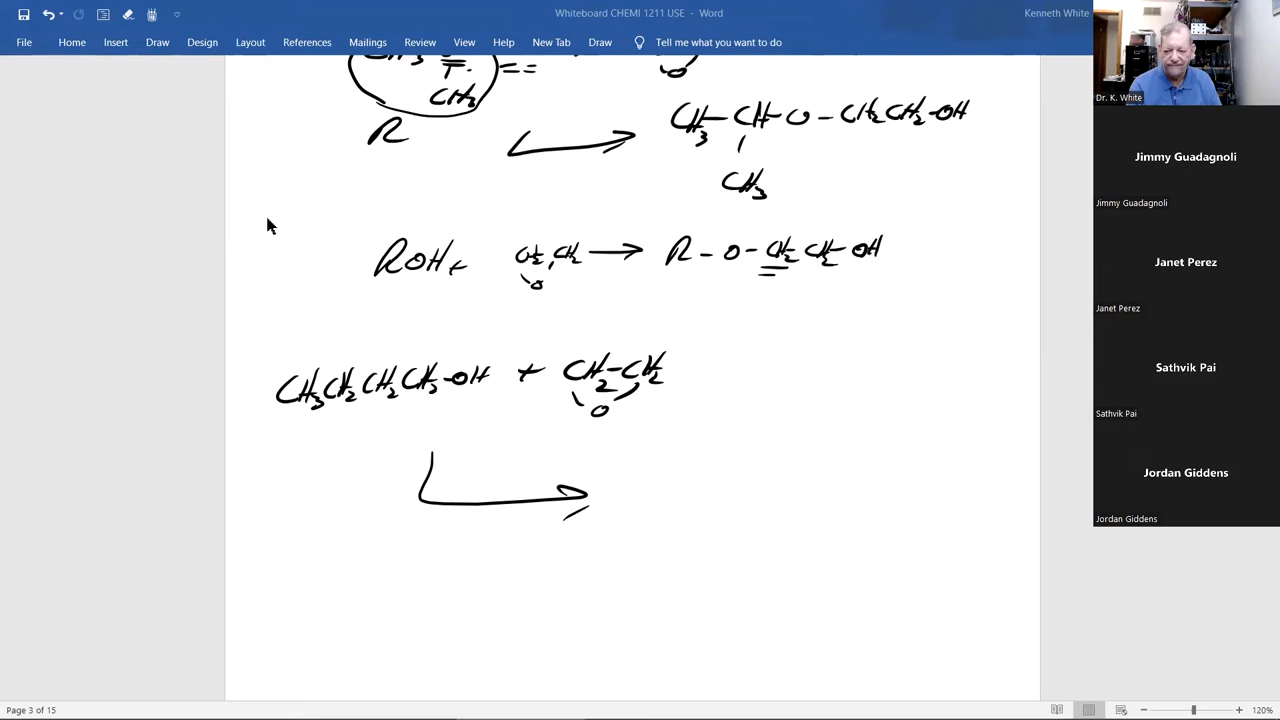 Whiteboard CHEMI 1211 USE - Word
Kenneth White
File Home Insert Draw Design Layout References Mailings Review View Help New Tab Draw Tell me what you want to do
Dr. K. White
CH3
O
R
CH3-CH-O-CH2CH2-OH
CH3
ROH + CH2,CH2 → R-O-CH2CH2-OH
O
CH3CH2CH2CH2-OH + CH2-CH2
O
Jimmy Guadagnoli
Jimmy Guadagnoli
Janet Perez
Janet Perez
Sathvik Pai
Sathvik Pai
Jordan Giddens
Jordan Giddens
Page 3 of 15
120%